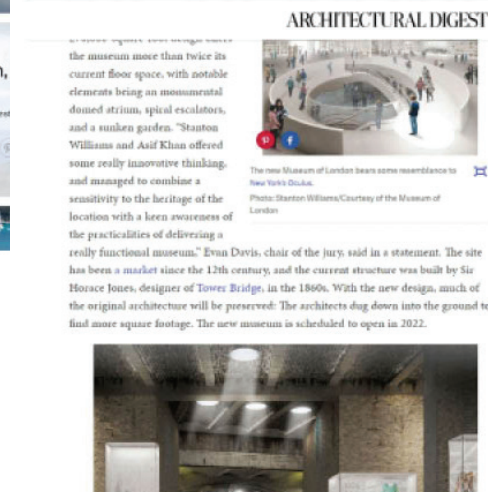 ARCHITECTURAL DIGEST
the museum more than twice its
current floor space, with notable
elements being an monumental
domed atrium, spiral escalators,
and a sunken garden. "Stanton
Williams and Asif Khan offered
some really innovative thinking,
and managed to combine a
sensitivity to the heritage of the
location with a keen awareness of
the practicalities of delivering a
The new Museum of London bears some resemblance to
New York's Oculus.
Photo: Stanton Williams/Courtesy of the Museum of
London
really functional museum," Evan Davis, chair of the jury, said in a statement. The site
has been a market since the 12th century, and the current structure was built by Sir
Horace Jones, designer of Tower Bridge, in the 1860s. With the new design, much of
the original architecture will be preserved: The architects dug down into the ground to
find more square footage. The new museum is scheduled to open in 2022.